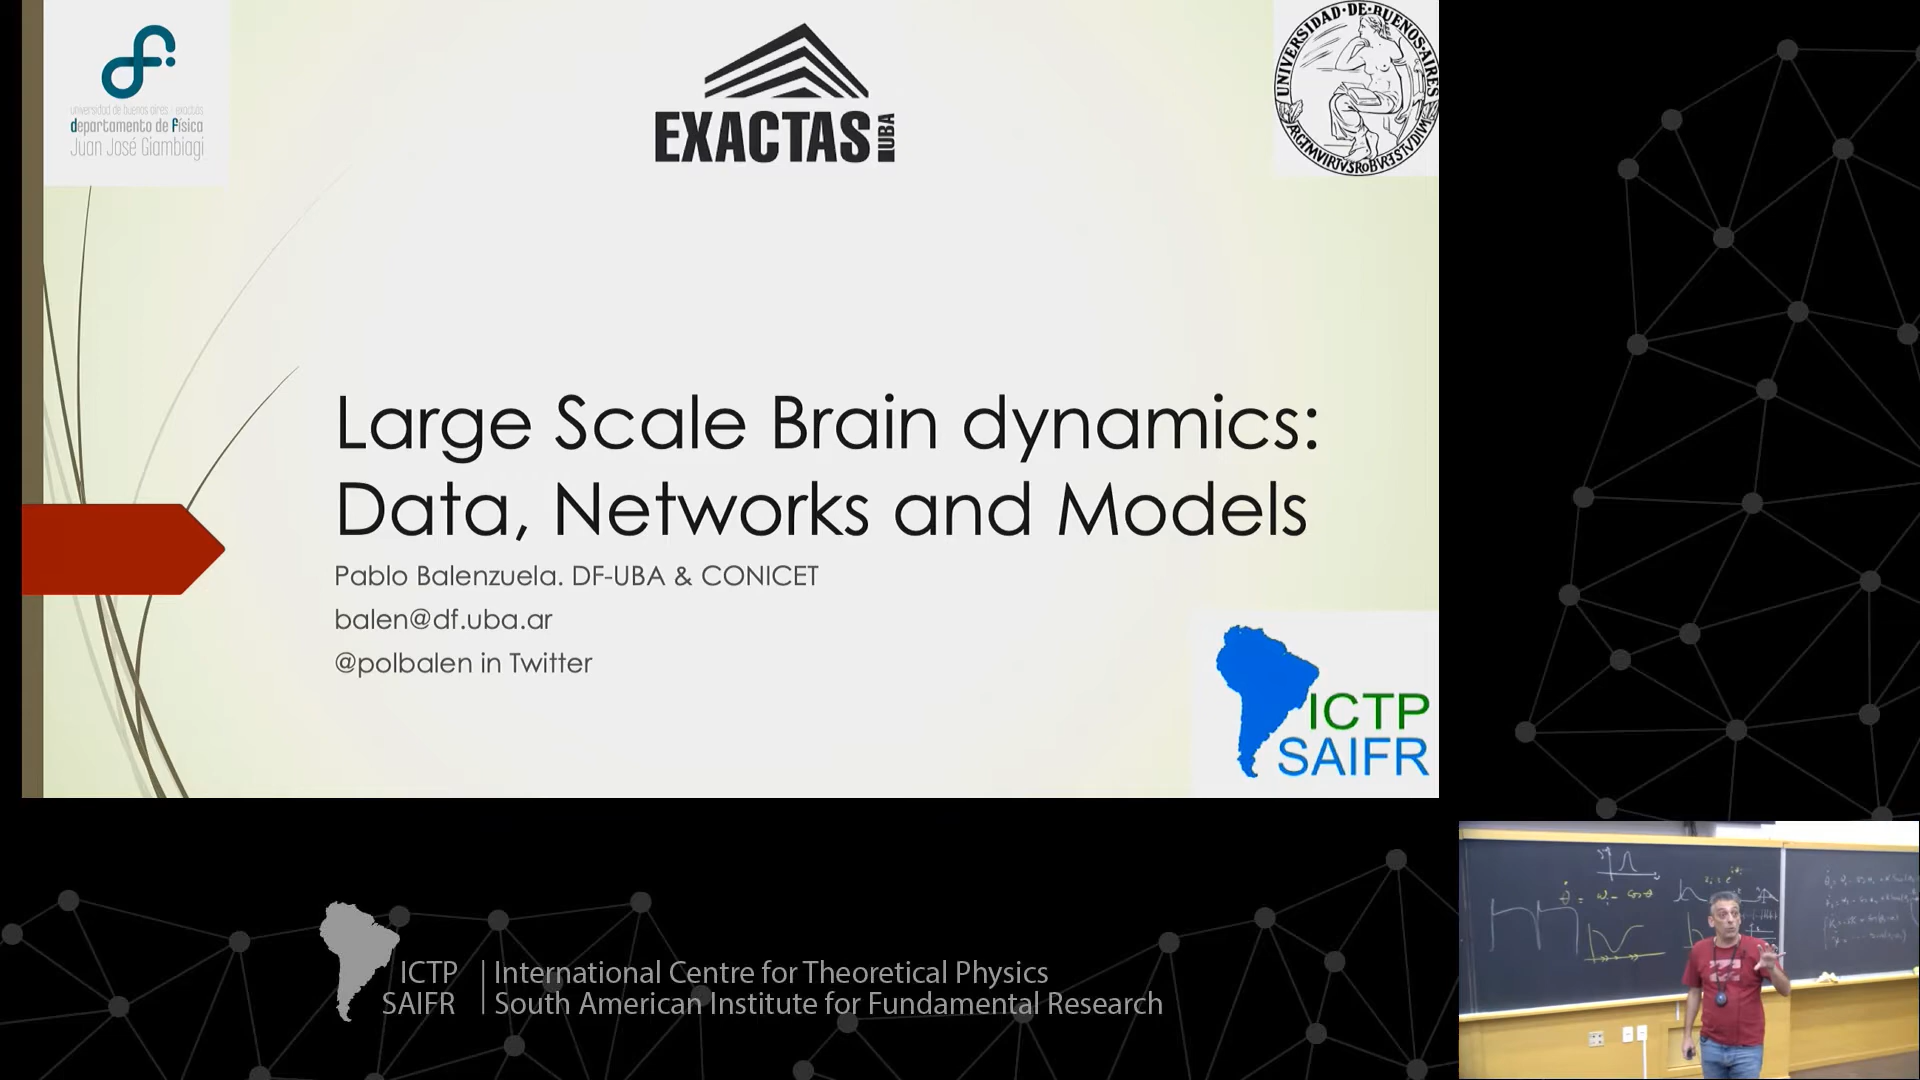 universidad de buenos aires | exactas
departamento de física
Juan José Giambiagi
EXACTAS UBA
UNIVERSIDAD·DE·BUENOS·AIRES
Large Scale Brain dynamics:
Data, Networks and Models
Pablo Balenzuela. DF-UBA & CONICET
balen@df.uba.ar
@polbalen in Twitter
ICTP
SAIFR
ICTP
SAIFR
International Centre for Theoretical Physics
South American Institute for Fundamental Research